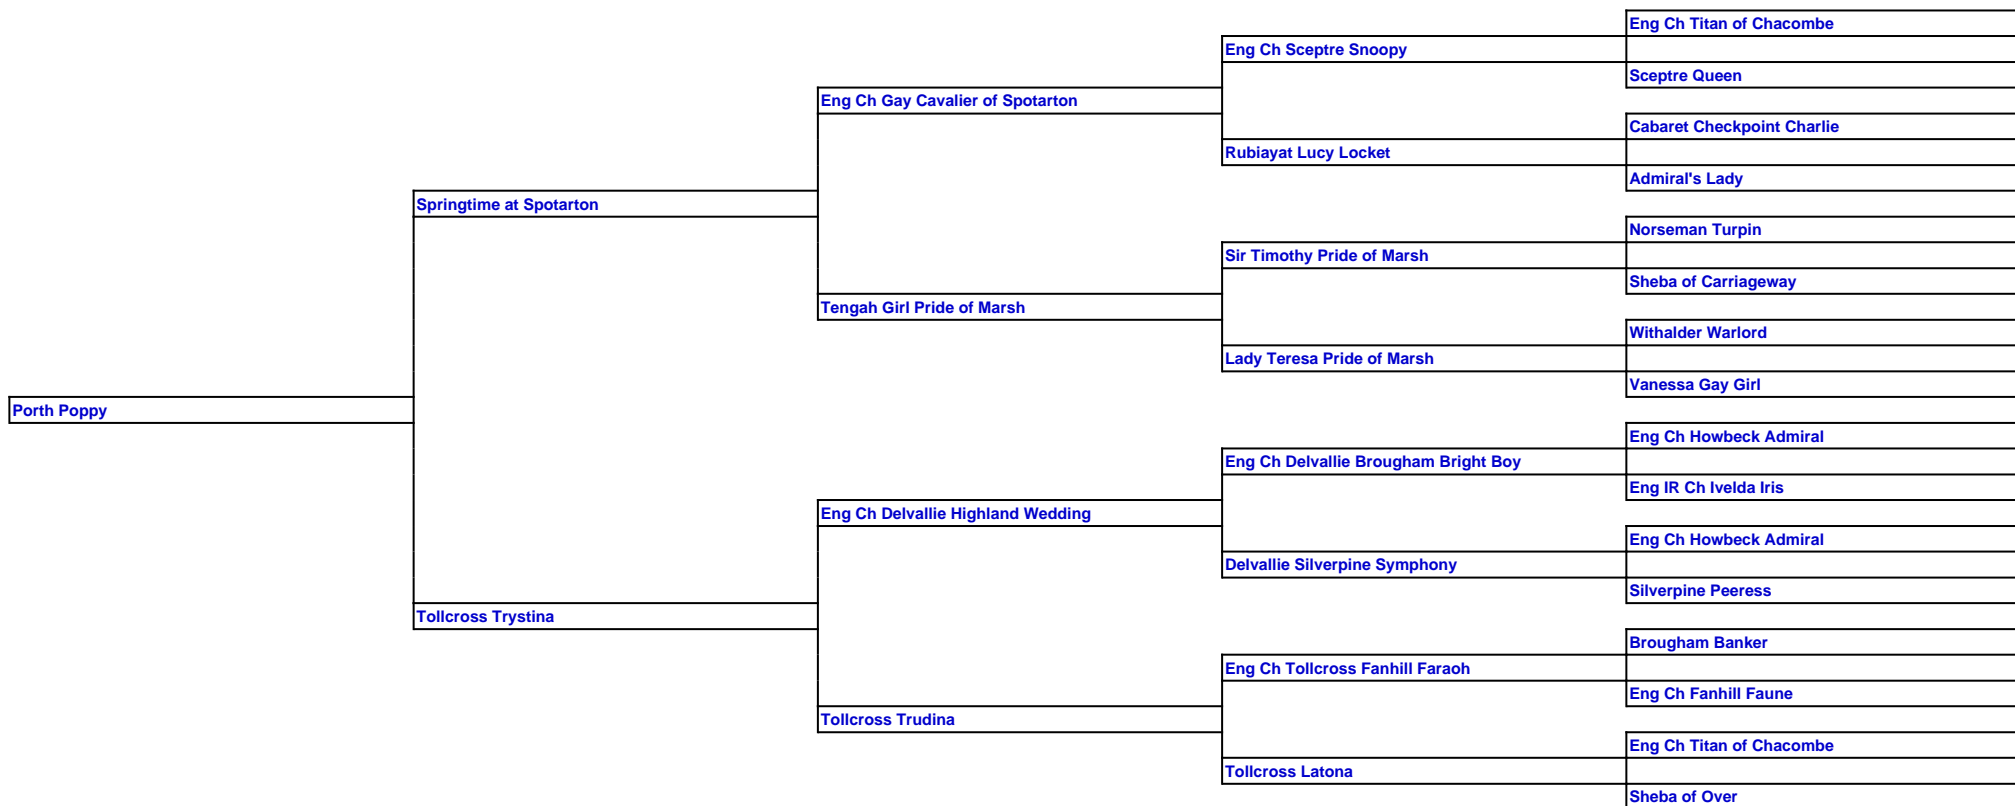 Eng Ch Titan of Chacombe
Eng Ch Sceptre Snoopy
Sceptre Queen
Eng Ch Gay Cavalier of Spotarton
Cabaret Checkpoint Charlie
Rubiayat Lucy Locket
Admiral's Lady
Springtime at Spotarton
Norseman Turpin
Sir Timothy Pride of Marsh
Sheba of Carriageway
Tengah Girl Pride of Marsh
Withalder Warlord
Lady Teresa Pride of Marsh
Vanessa Gay Girl
Porth Poppy
Eng Ch Howbeck Admiral
Eng Ch Delvallie Brougham Bright Boy
Eng IR Ch Ivelda Iris
Eng Ch Delvallie Highland Wedding
Eng Ch Howbeck Admiral
Delvallie Silverpine Symphony
Silverpine Peeress
Tollcross Trystina
Brougham Banker
Eng Ch Tollcross Fanhill Faraoh
Eng Ch Fanhill Faune
Tollcross Trudina
Eng Ch Titan of Chacombe
Tollcross Latona
Sheba of Over